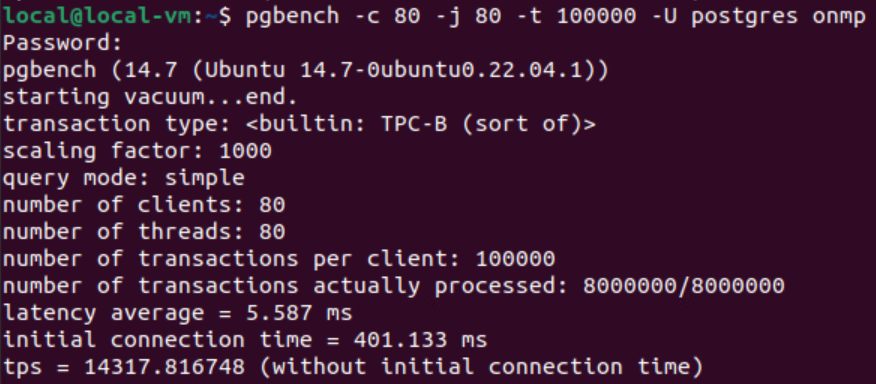 local@local-vm:~$ pgbench -c 80 -j 80 -t 100000 -U postgres onmp
Password:
pgbench (14.7 (Ubuntu 14.7-0ubuntu0.22.04.1))
starting vacuum...end.
transaction type: <builtin: TPC-B (sort of)>
scaling factor: 1000
query mode: simple
number of clients: 80
number of threads: 80
number of transactions per client: 100000
number of transactions actually processed: 8000000/8000000
latency average = 5.587 ms
initial connection time = 401.133 ms
tps = 14317.816748 (without initial connection time)